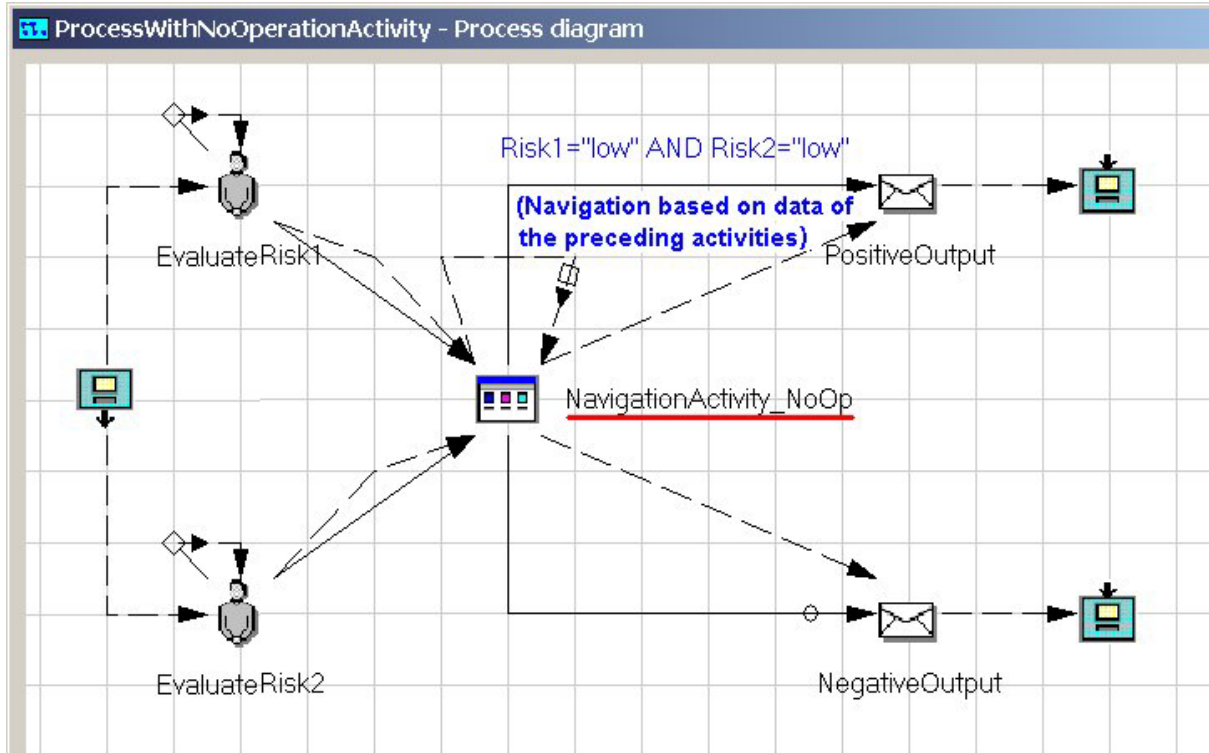 ProcessWithNoOperationActivity - Process diagram
Risk1="low" AND Risk2="low"
(Navigation based on data of
the preceding activities)
EvaluateRisk1
PositiveOutput
NavigationActivity_NoOp
EvaluateRisk2
NegativeOutput